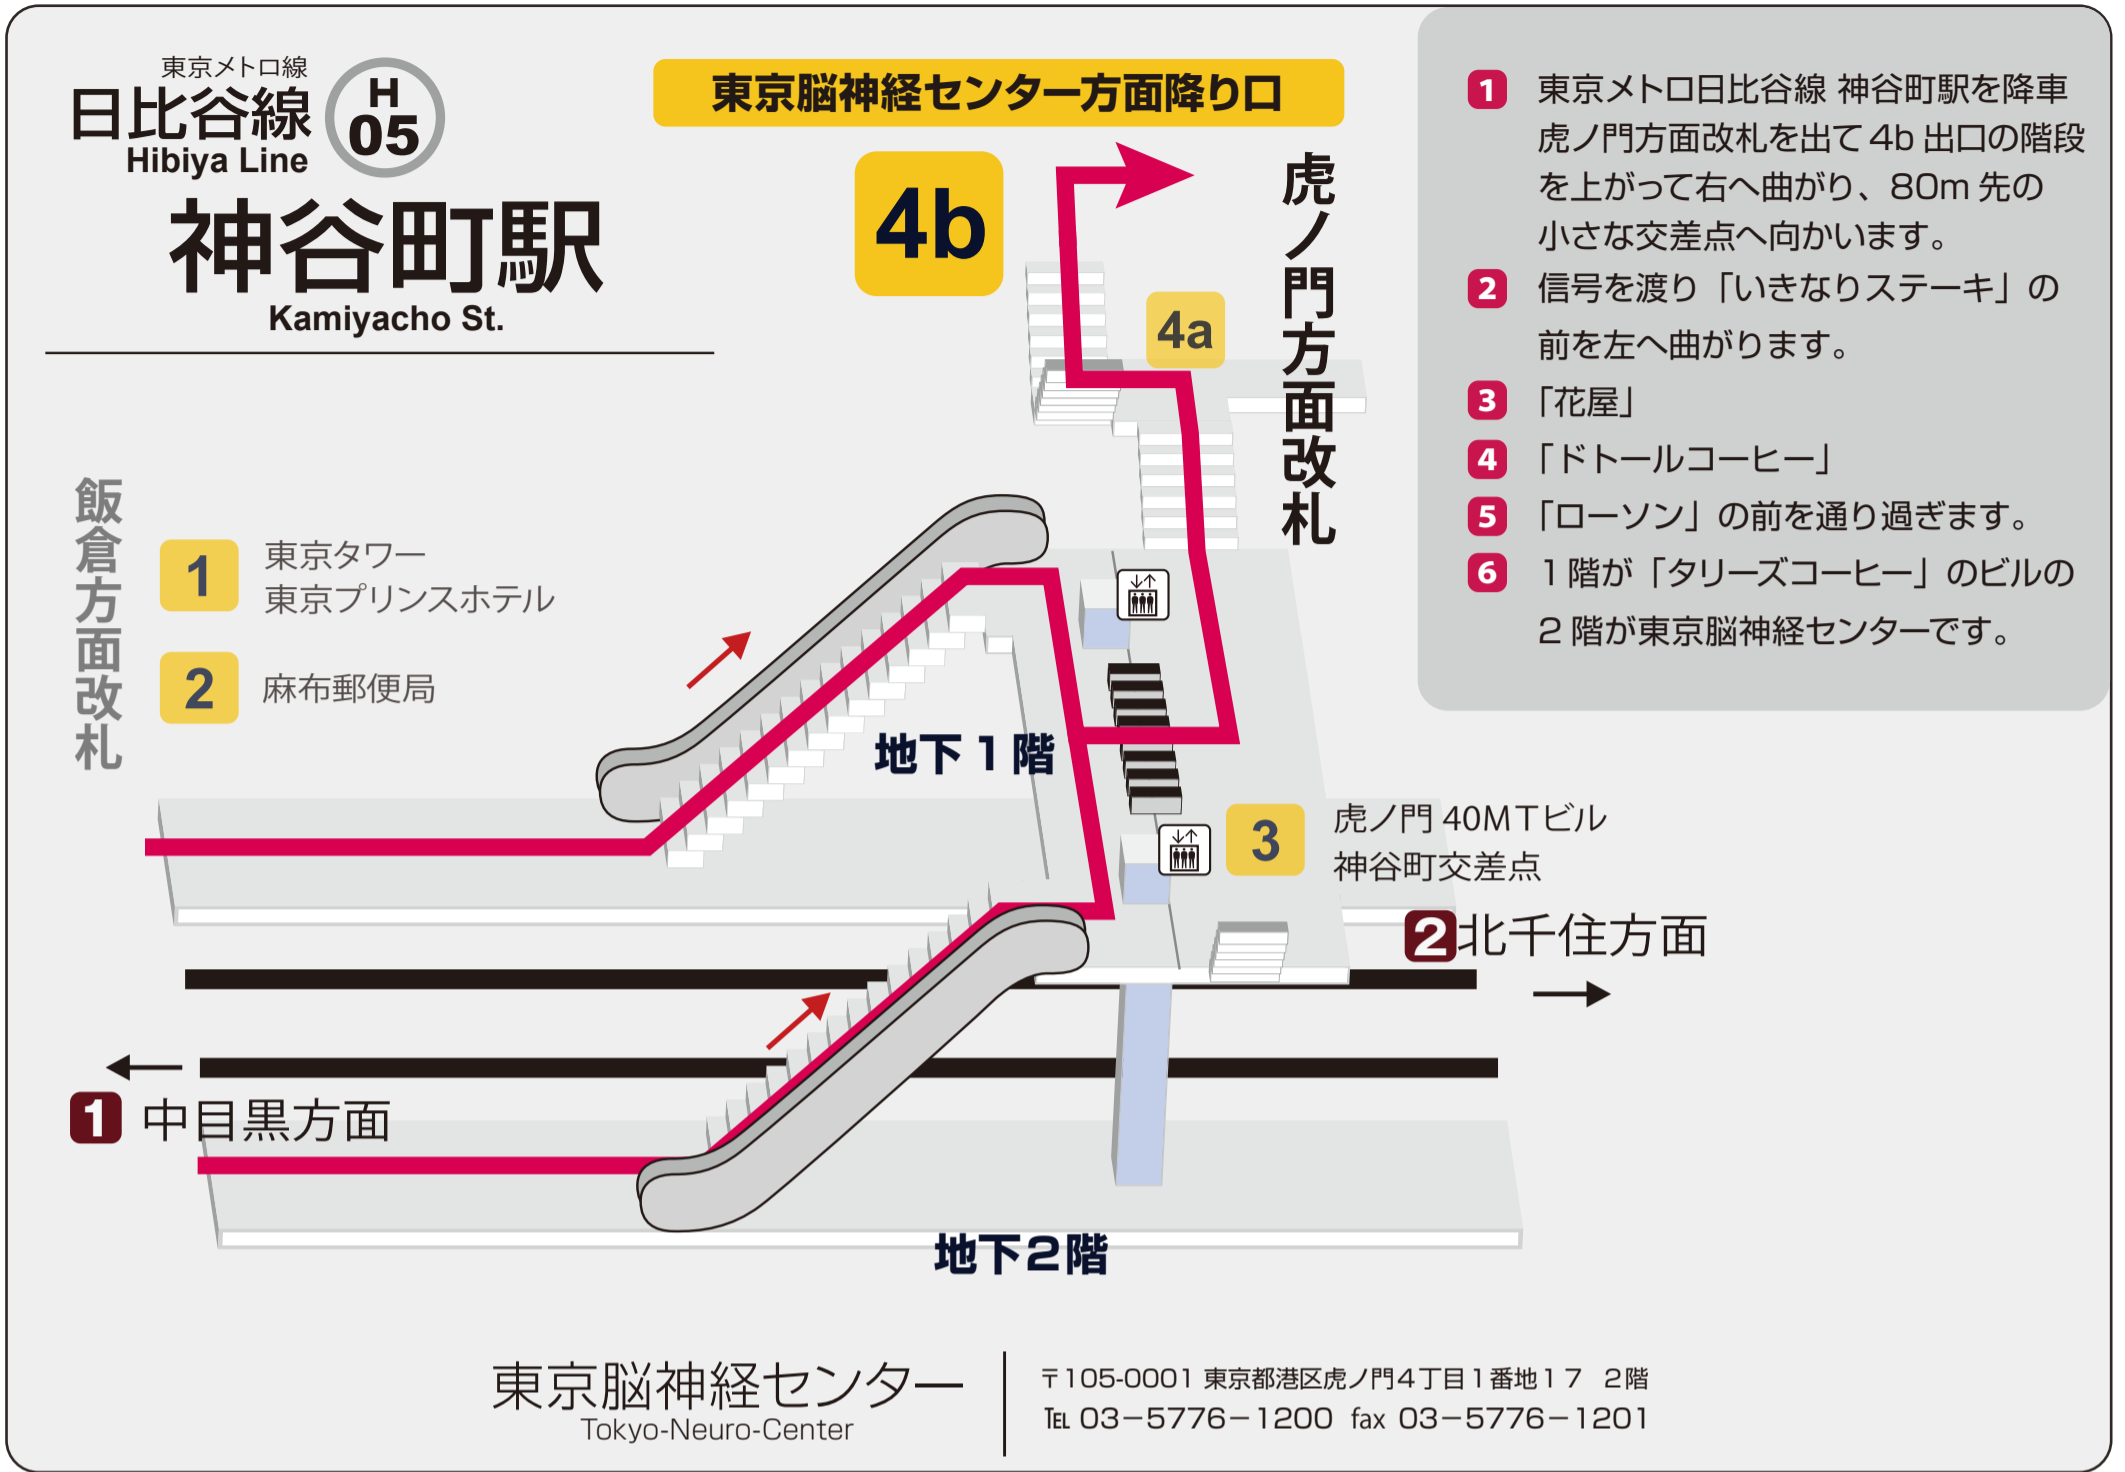 東京メトロ線
日比谷線
Hibiya Line
H
05
神谷町駅
Kamiyacho St.
東京脳神経センター方面降り口
4b
4a
虎ノ門方面改札
1 東京メトロ日比谷線 神谷町駅を降車
虎ノ門方面改札を出て4b 出口の階段
を上がって右へ曲がり、80m 先の
小さな交差点へ向かいます。
2 信号を渡り「いきなりステーキ」の
前を左へ曲がります。
3 「花屋」
4 「ドトールコーヒー」
5 「ローソン」の前を通り過ぎます。
6 1階が「タリーズコーヒー」のビルの
2 階が東京脳神経センターです。
飯倉方面改札
1 東京タワー
東京プリンスホテル
2 麻布郵便局
地下1階
3 虎ノ門 40MTビル
神谷町交差点
2 北千住方面
1 中目黒方面
地下2階
東京脳神経センター
Tokyo-Neuro-Center
〒105-0001 東京都港区虎ノ門4丁目1番地17 2階
TEL 03−5776−1200 fax 03−5776−1201